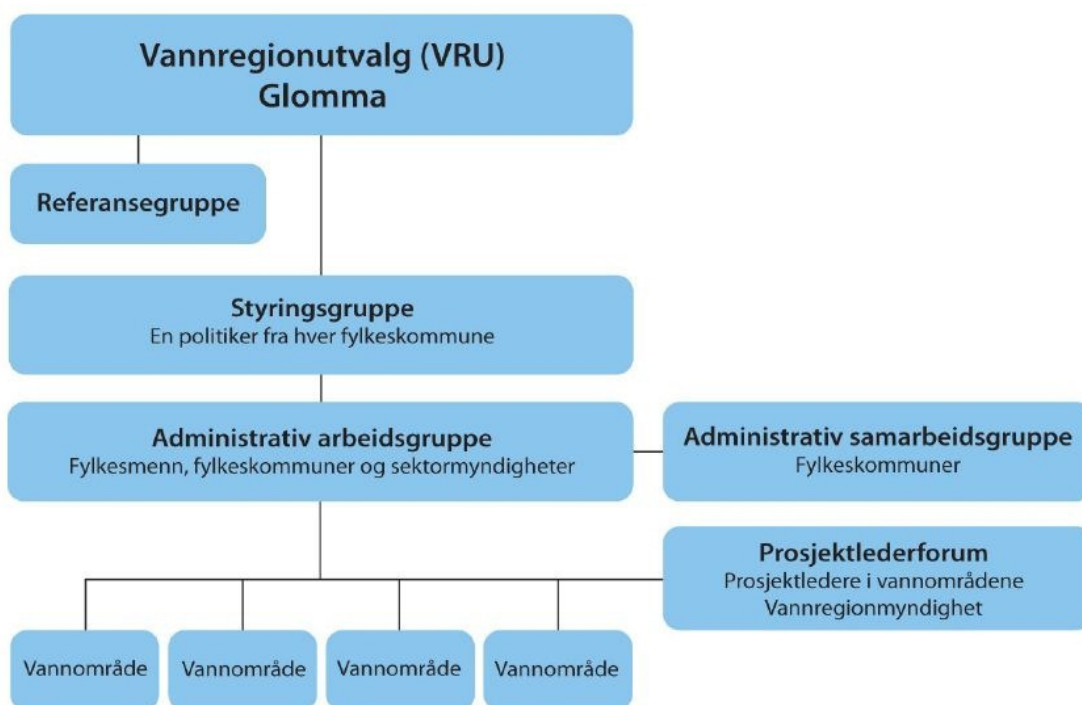 Vannregionutvalg (VRU)
Glomma
Referansegruppe
Styringsgruppe
En politiker fra hver fylkeskommune
Administrativ arbeidsgruppe
Fylkesmenn, fylkeskommuner og sektormyndigheter
Administrativ samarbeidsgruppe
Fylkeskommuner
Prosjektlederforum
Prosjektledere i vannområdene
Vannregionmyndighet
Vannområde
Vannområde
Vannområde
Vannområde